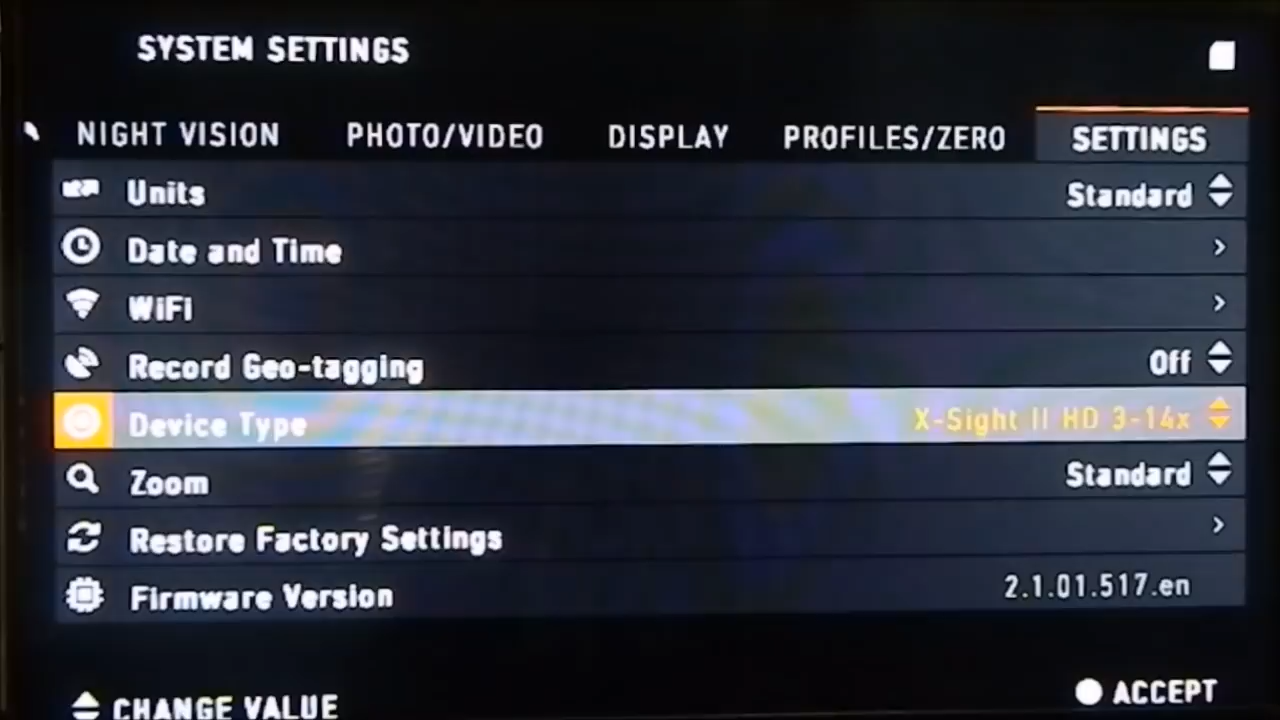 SYSTEM SETTINGS
NIGHT VISION PHOTO/VIDEO DISPLAY PROFILES/ZERO SETTINGS
Units Standard
Date and Time
WiFi
Record Geo-tagging Off
Device Type X-Sight II HD 3-14x
Zoom Standard
Restore Factory Settings
Firmware Version 2.1.01.517.en
CHANGE VALUE ACCEPT